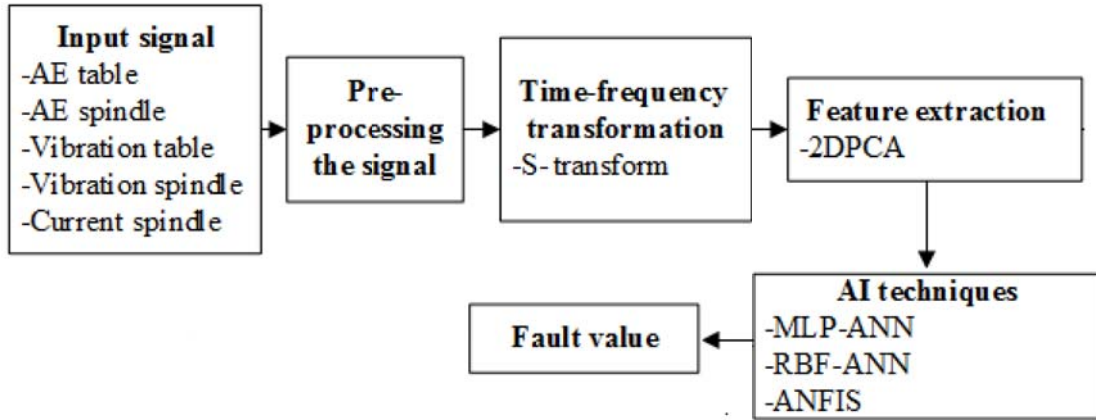 Input signal
-AE table
-AE spindle
-Vibration table
-Vibration spindle
-Current spindle
Pre-
processing
the signal
Time-frequency
transformation
-S-transform
Feature extraction
-2DPCA
AI techniques
-MLP-ANN
-RBF-ANN
-ANFIS
Fault value